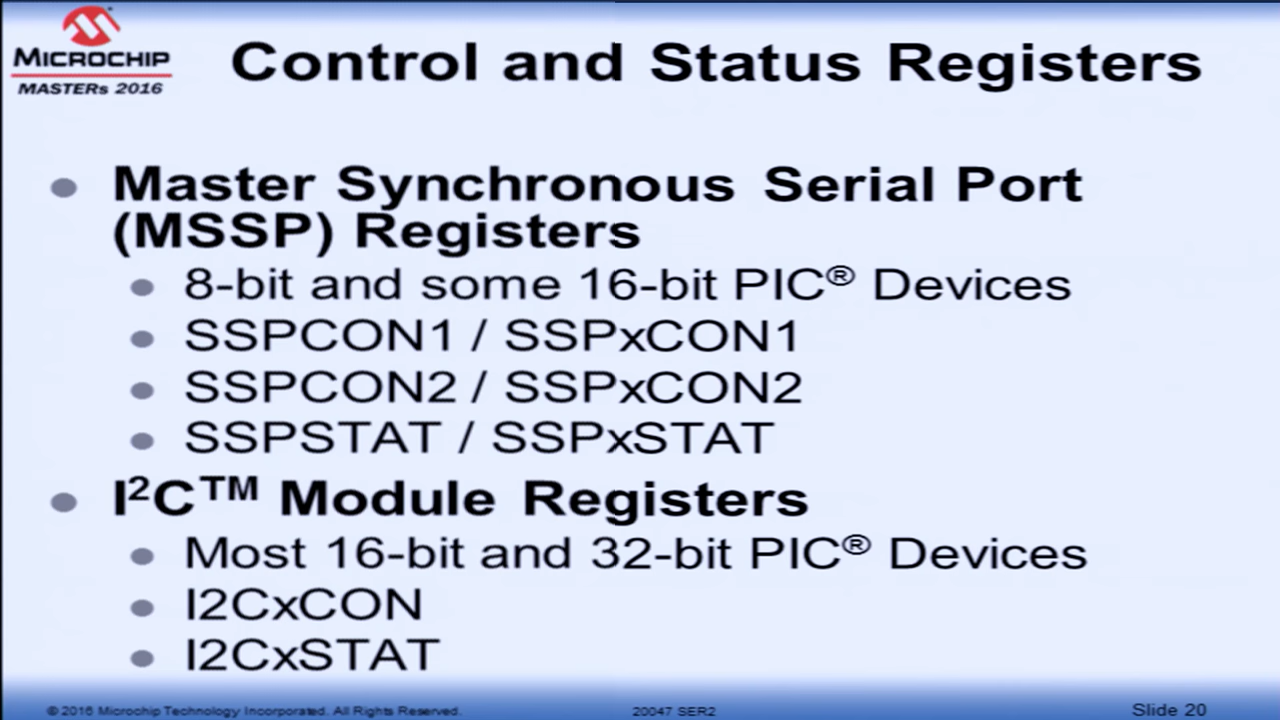 MICROCHIP
MASTERs 2016
Control and Status Registers
Master Synchronous Serial Port
(MSSP) Registers
8-bit and some 16-bit PIC® Devices
SSPCON1 / SSPxCON1
SSPCON2 / SSPxCON2
SSPSTAT / SSPxSTAT
I²C™ Module Registers
Most 16-bit and 32-bit PIC® Devices
I2CxCON
I2CxSTAT
© 2016 Microchip Technology Incorporated. All Rights Reserved.
20047 SER2
Slide 20